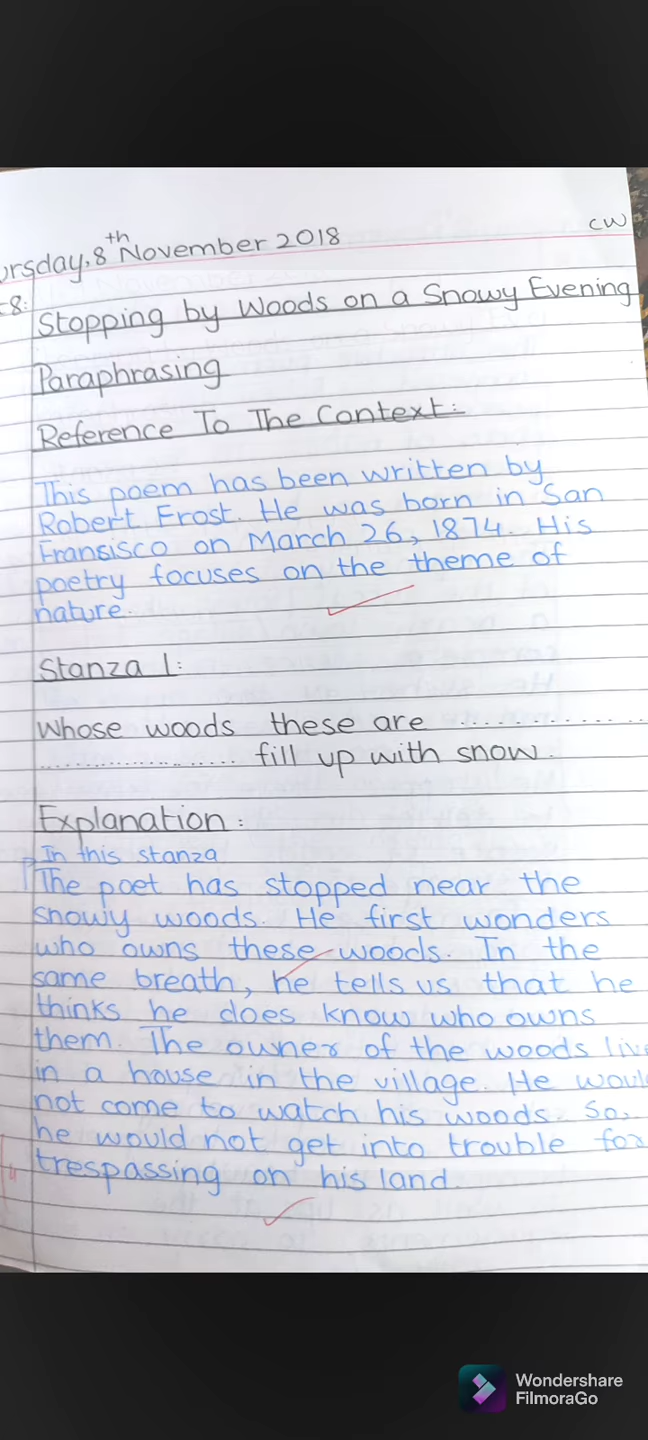 ursday, 8th November 2018
CW
8:
Stopping by Woods on a Snowy Evening
Paraphrasing
Reference To The Context:
This poem has been written by
Robert Frost. He was born in San
Fransisco on March 26, 1874. His
poetry focuses on the theme of
nature.
Stanza 1:
Whose woods these are ..............
................... fill up with snow.
Explanation:
In this stanza
The poet has stopped near the
snowy woods. He first wonders
who owns these woods. In the
same breath, he tells us that he
thinks he does know who owns
them. The owner of the woods live
in a house in the village. He woul
not come to watch his woods. So,
he would not get into trouble for
trespassing on his land.
Wondershare
FilmoraGo